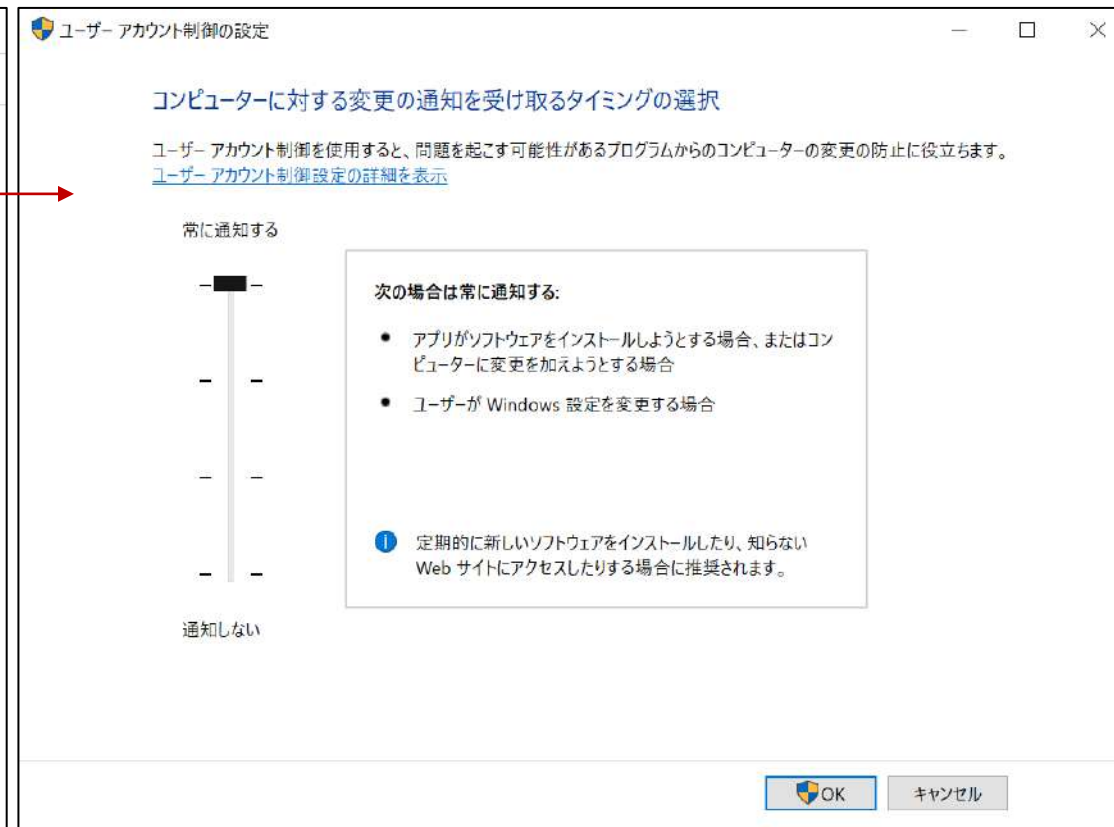 ユーザー アカウント制御の設定
コンピューターに対する変更の通知を受け取るタイミングの選択
ユーザー アカウント制御を使用すると、問題を起こす可能性があるプログラムからのコンピューターの変更の防止に役立ちます。
ユーザー アカウント制御設定の詳細を表示
常に通知する
次の場合は常に通知する:
• アプリがソフトウェアをインストールしようとする場合、またはコン
ピューターに変更を加えようとする場合
• ユーザーが Windows 設定を変更する場合
定期的に新しいソフトウェアをインストールしたり、知らない
Web サイトにアクセスしたりする場合に推奨されます。
通知しない
OK
キャンセル